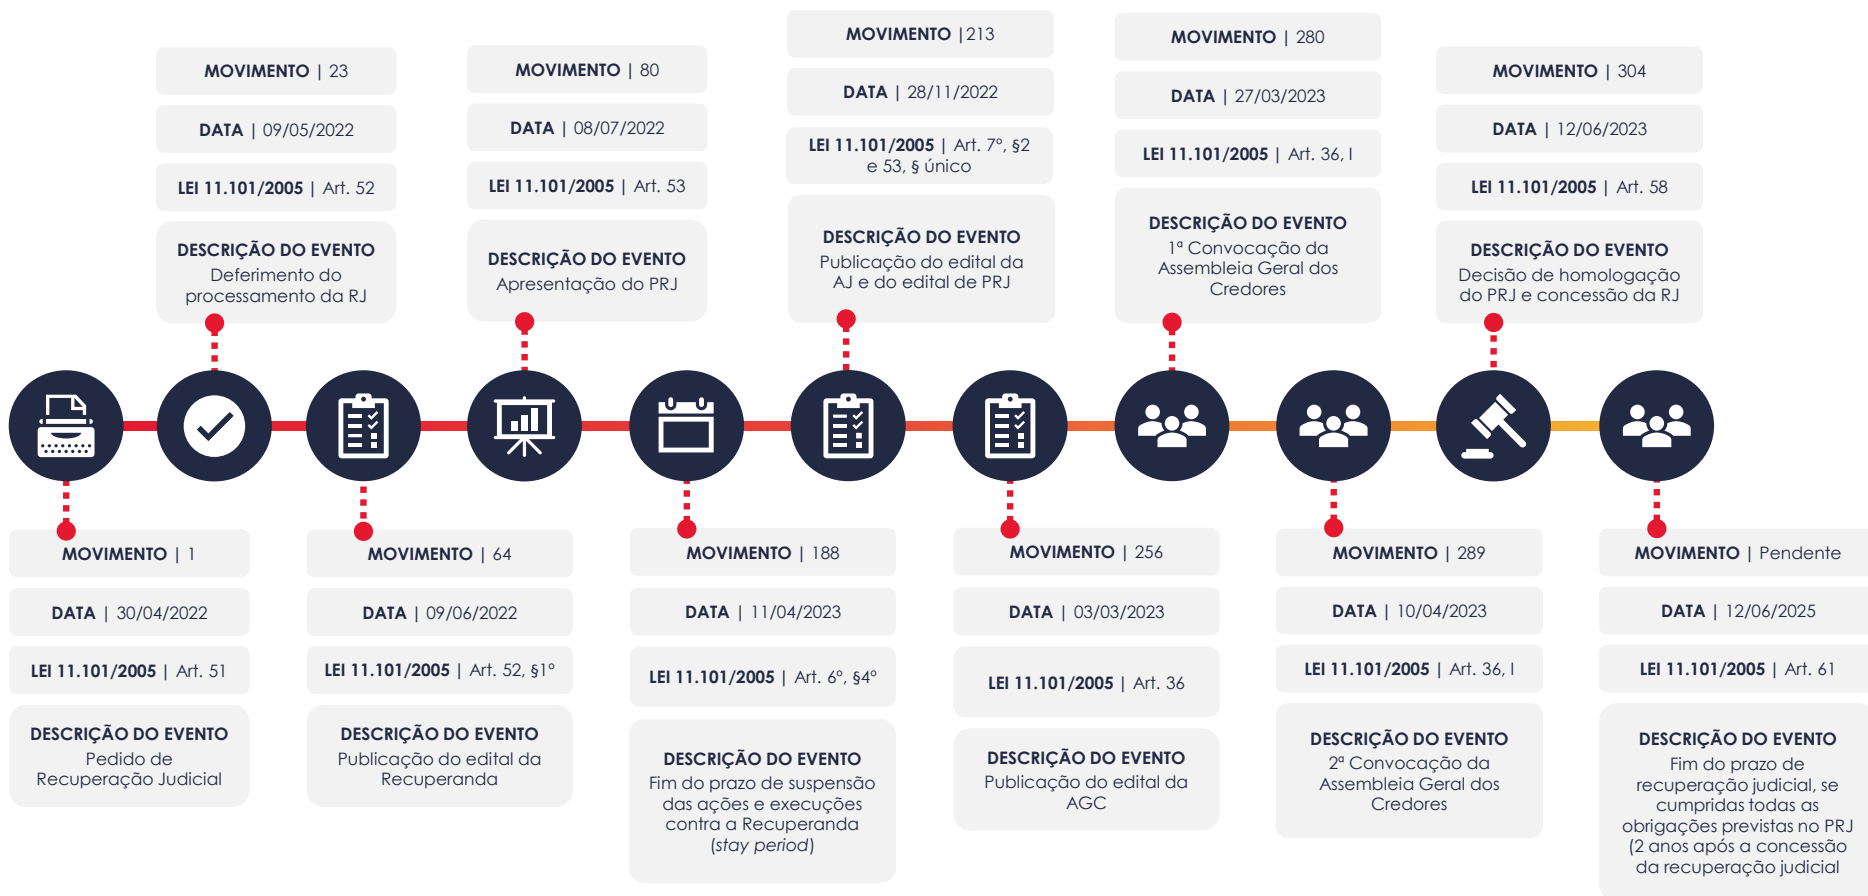 MOVIMENTO | 23
DATA | 09/05/2022
LEI 11.101/2005 | Art. 52
DESCRIÇÃO DO EVENTO
Deferimento do
processamento da RJ
MOVIMENTO | 80
DATA | 08/07/2022
LEI 11.101/2005 | Art. 53
DESCRIÇÃO DO EVENTO
Apresentação do PRJ
MOVIMENTO |213
DATA | 28/11/2022
LEI 11.101/2005 | Art. 7º, §2
e 53, § único
DESCRIÇÃO DO EVENTO
Publicação do edital da
AJ e do edital de PRJ
MOVIMENTO | 280
DATA | 27/03/2023
LEI 11.101/2005 | Art. 36, I
DESCRIÇÃO DO EVENTO
1ª Convocação da
Assembleia Geral dos
Credores
MOVIMENTO | 304
DATA | 12/06/2023
LEI 11.101/2005 | Art. 58
DESCRIÇÃO DO EVENTO
Decisão de homologação
do PRJ e concessão da RJ
MOVIMENTO | 1
DATA | 30/04/2022
LEI 11.101/2005 | Art. 51
DESCRIÇÃO DO EVENTO
Pedido de
Recuperação Judicial
MOVIMENTO | 64
DATA | 09/06/2022
LEI 11.101/2005 | Art. 52, §1º
DESCRIÇÃO DO EVENTO
Publicação do edital da
Recuperanda
MOVIMENTO | 188
DATA | 11/04/2023
LEI 11.101/2005 | Art. 6º, §4º
DESCRIÇÃO DO EVENTO
Fim do prazo de suspensão
das ações e execuções
contra a Recuperanda
(stay period)
MOVIMENTO | 256
DATA | 03/03/2023
LEI 11.101/2005 | Art. 36
DESCRIÇÃO DO EVENTO
Publicação do edital da
AGC
MOVIMENTO | 289
DATA | 10/04/2023
LEI 11.101/2005 | Art. 36, I
DESCRIÇÃO DO EVENTO
2ª Convocação da
Assembleia Geral dos
Credores
MOVIMENTO | Pendente
DATA | 12/06/2025
LEI 11.101/2005 | Art. 61
DESCRIÇÃO DO EVENTO
Fim do prazo de
recuperação judicial, se
cumpridas todas as
obrigações previstas no PRJ
(2 anos após a concessão
da recuperação judicial